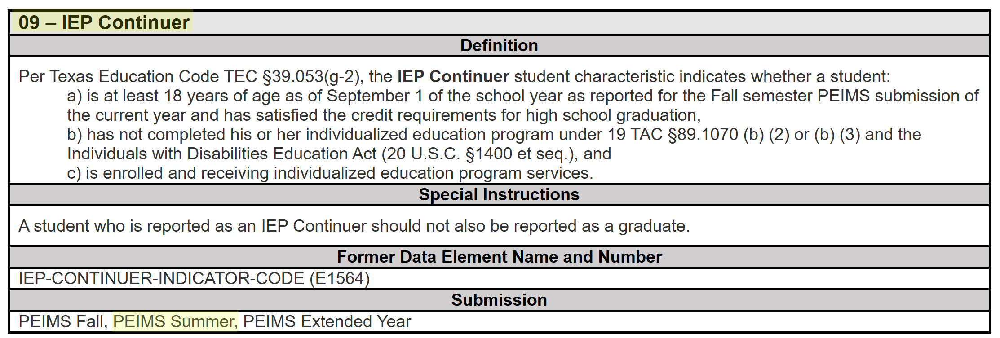 09 – IEP Continuer
Definition
Per Texas Education Code TEC §39.053(g-2), the IEP Continuer student characteristic indicates whether a student:
a) is at least 18 years of age as of September 1 of the school year as reported for the Fall semester PEIMS submission of
the current year and has satisfied the credit requirements for high school graduation,
b) has not completed his or her individualized education program under 19 TAC §89.1070 (b) (2) or (b) (3) and the
Individuals with Disabilities Education Act (20 U.S.C. §1400 et seq.), and
c) is enrolled and receiving individualized education program services.
Special Instructions
A student who is reported as an IEP Continuer should not also be reported as a graduate.
Former Data Element Name and Number
IEP-CONTINUER-INDICATOR-CODE (E1564)
Submission
PEIMS Fall, PEIMS Summer, PEIMS Extended Year